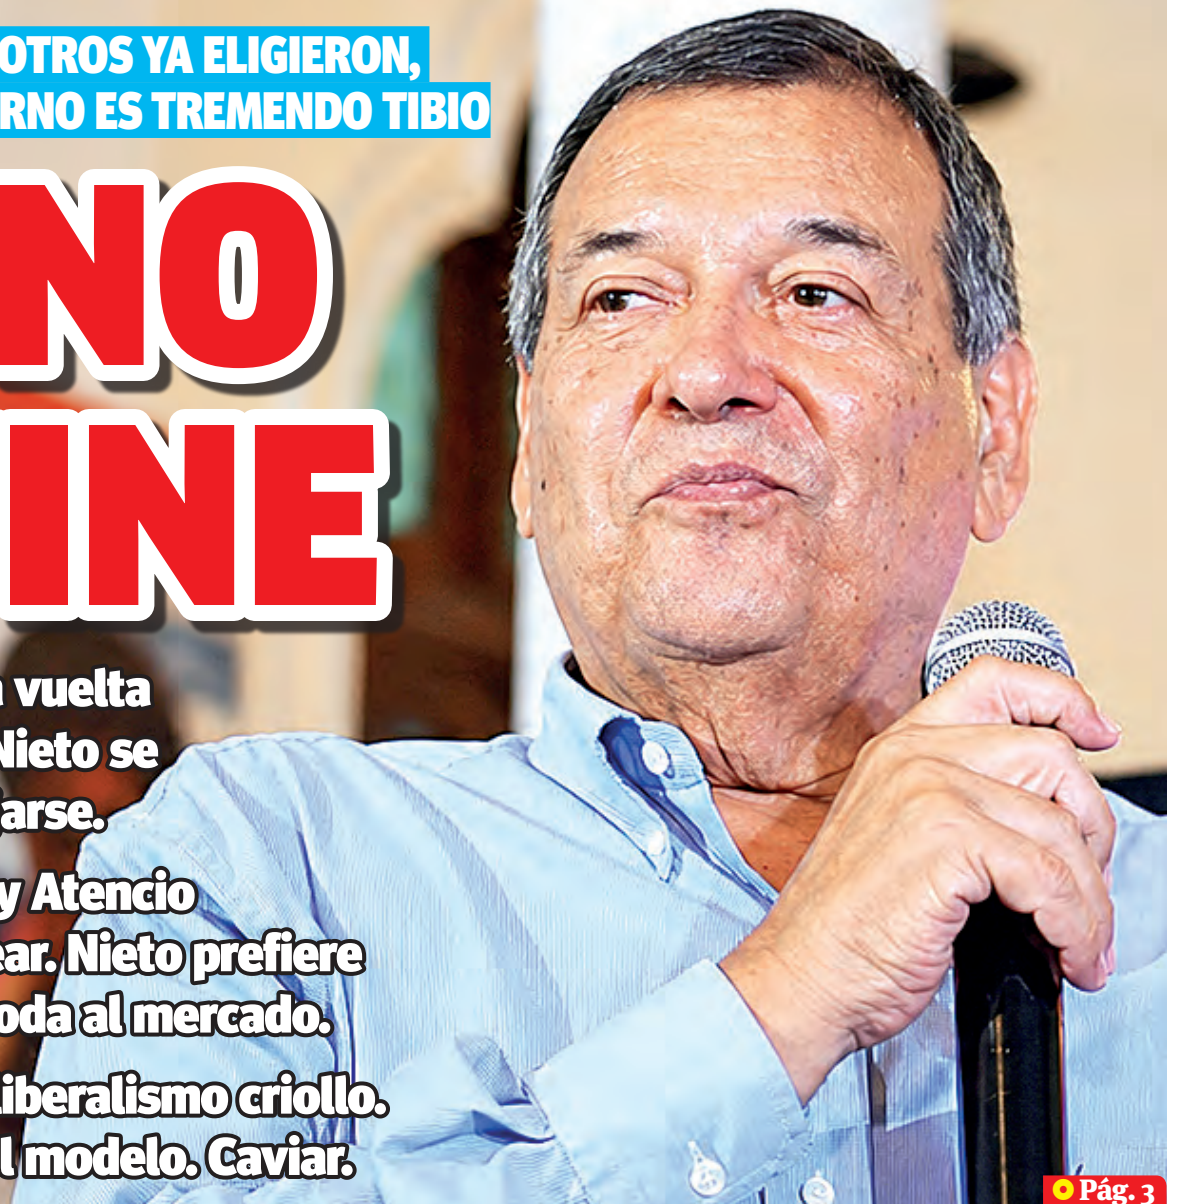 OTROS YA ELIGIERON,
RNO ES TREMENDO TIBIO
NO
INE
vuelta
Nieto se
arse.
y Atencio
ear. Nieto prefiere
oda al mercado.
liberalismo criollo.
l modelo. Caviar.
Pág. 3